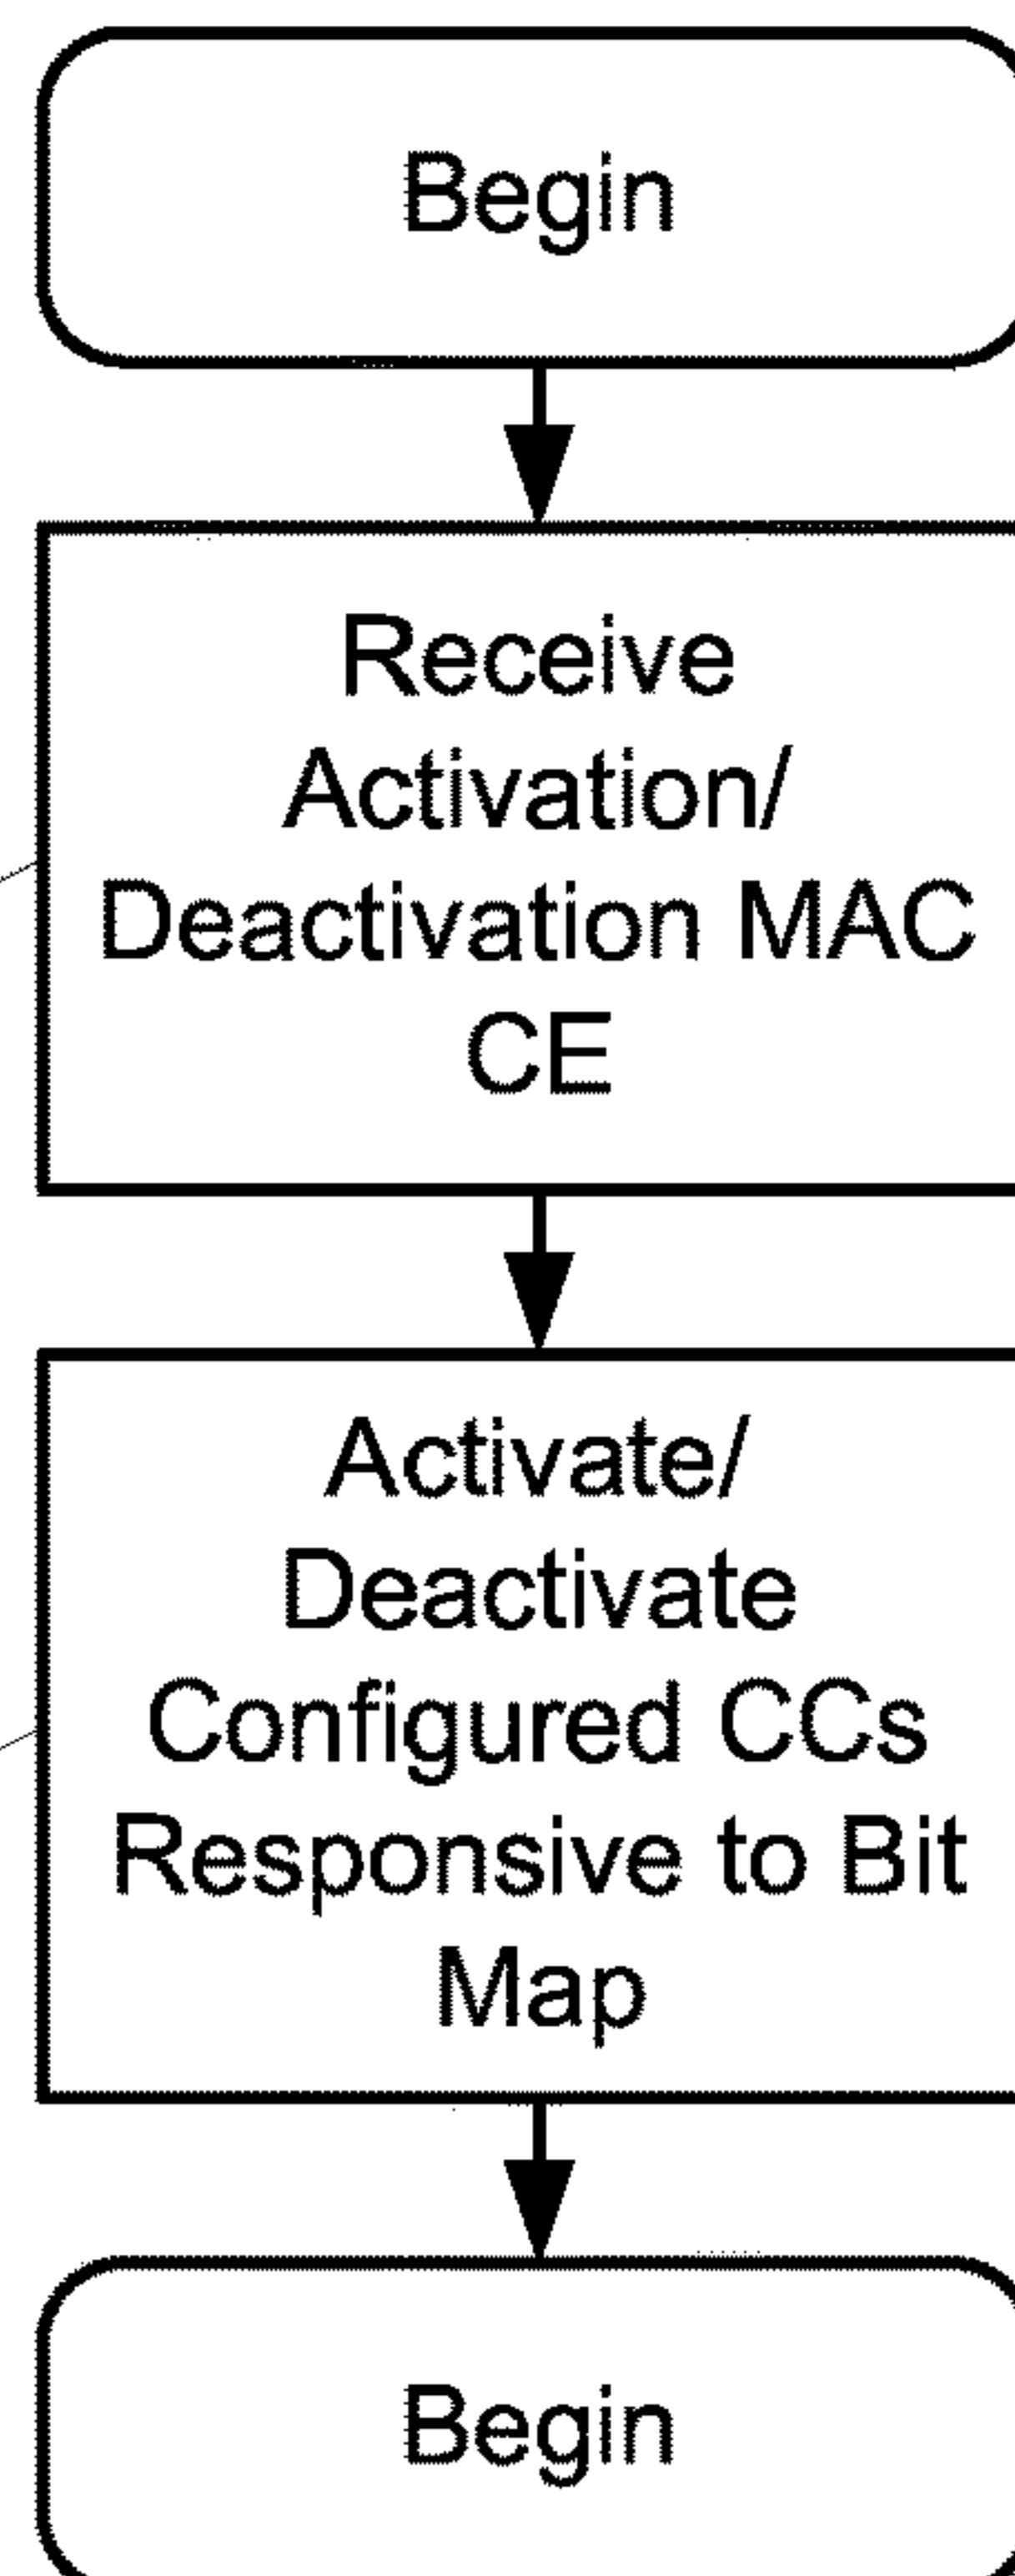 Begin
Receive
Activation/
Deactivation MAC
CE
Activate/
Deactivate
Configured CCs
Responsive to Bit
Map
Begin